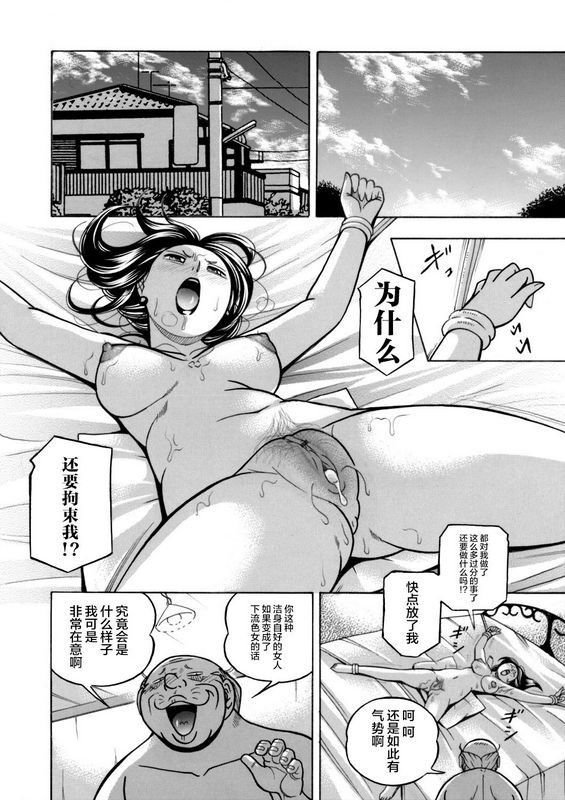 为什么
还要拘束我!?
都对我做了
这么多过分的事了
还要做什么吗!?
快点放了我
呵呵
还是如此有
气势啊
你这种
洁身自好的女人
如果变成了
下流色女的话
究竟会是
什么样子
我可是
非常在意啊